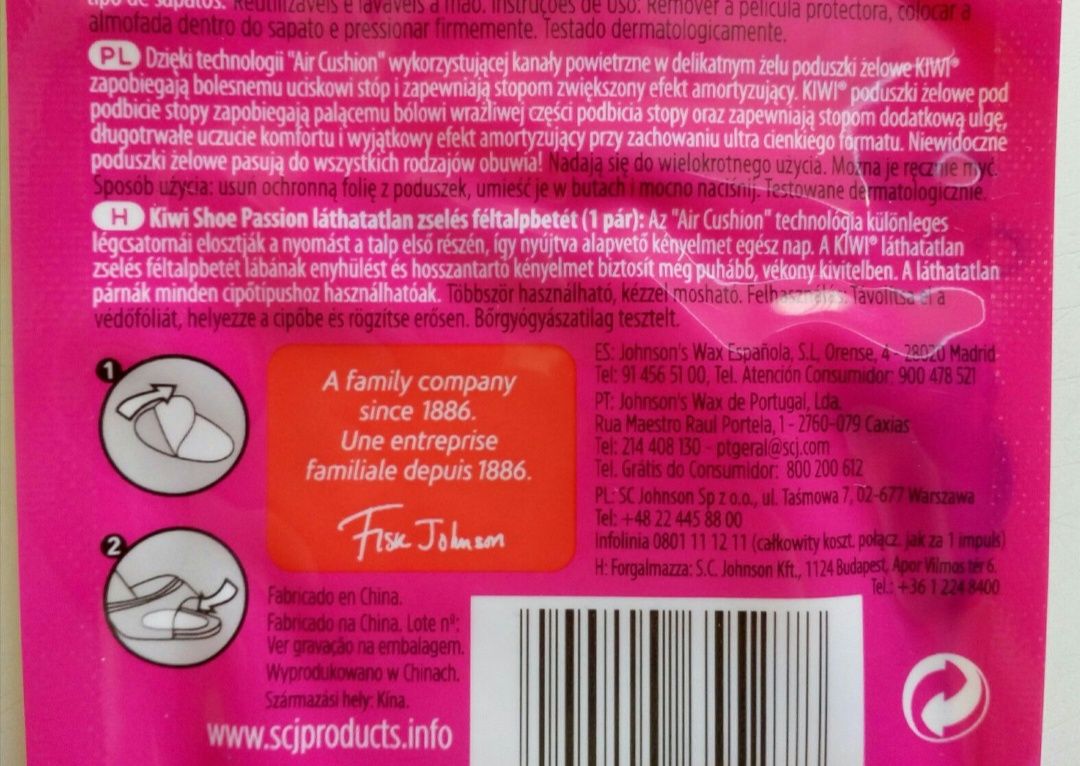 tipo de sapatos. Reutilizáveis e laváveis à mão. Instruções de Uso: Remover a película protectora, colocar a
almofada dentro do sapato e pressionar firmemente. Testado dermatologicamente.
PL Dzięki technologii "Air Cushion" wykorzystującej kanały powietrzne w delikatnym żelu poduszki żelowe KIWI®
zapobiegają bolesnemu uciskowi stóp i zapewniają stopom zwiększony efekt amortyzujący. KIWI® poduszki żelowe pod
podbicie stopy zapobiegają palącemu bólowi wrażliwej części podbicia stopy oraz zapewniają stopom dodatkową ulgę,
długotrwałe uczucie komfortu i wyjątkowy efekt amortyzujący przy zachowaniu ultra cienkiego formatu. Niewidoczne
poduszki żelowe pasują do wszystkich rodzajów obuwia! Nadają się do wielokrotnego użycia. Można je ręcznie myć.
Sposób użycia: usuń ochronną folię z poduszek, umieść je w butach i mocno naciśnij. Testowane dermatologicznie.
H Kiwi Shoe Passion láthatatlan zselés féltalpbetét (1 pár): Az "Air Cushion" technológia különleges
légcsatornái elosztják a nyomást a talp első részén, így nyújtva alapvető kényelmet egész nap. A KIWI® láthatatlan
zselés féltalpbetét lábának enyhülést és hosszantartó kényelmet biztosít még puhább, vékony kivitelben. A láthatatlan
párnák minden cipőtípushoz használhatóak. Többször használható, kézzel mosható. Felhasználás: Távolítsa el a
védőfóliát, helyezze a cipőbe és rögzítse erősen. Bőrgyógyászatilag tesztelt.
1
2
A family company
since 1886.
Une entreprise
familiale depuis 1886.
Fisk Johnson
ES: Johnson's Wax Española, S.L, Orense, 4 - 28020 Madrid
Tel: 91 456 51 00, Tel. Atención Consumidor: 900 478 521
PT: Johnson's Wax de Portugal, Lda.
Rua Maestro Raul Portela, 1 - 2760-079 Caxias
Tel: 214 408 130 - ptgeral@scj.com
Tel. Grátis do Consumidor: 800 200 612
PL: SC Johnson Sp z o.o., ul. Taśmowa 7, 02-677 Warszawa
Tel: +48 22 445 88 00
Infolinia 0801 11 12 11 (całkowity koszt. połącz. jak za 1 impuls)
H: Forgalmazza: S.C. Johnson Kft., 1124 Budapest, Apor Vilmos tér 6.
Tel.: +36 1 224 8400
Fabricado en China.
Fabricado na China. Lote nº:
Ver gravação na embalagem.
Wyprodukowano w Chinach.
Származási hely: Kína.
www.scjproducts.info